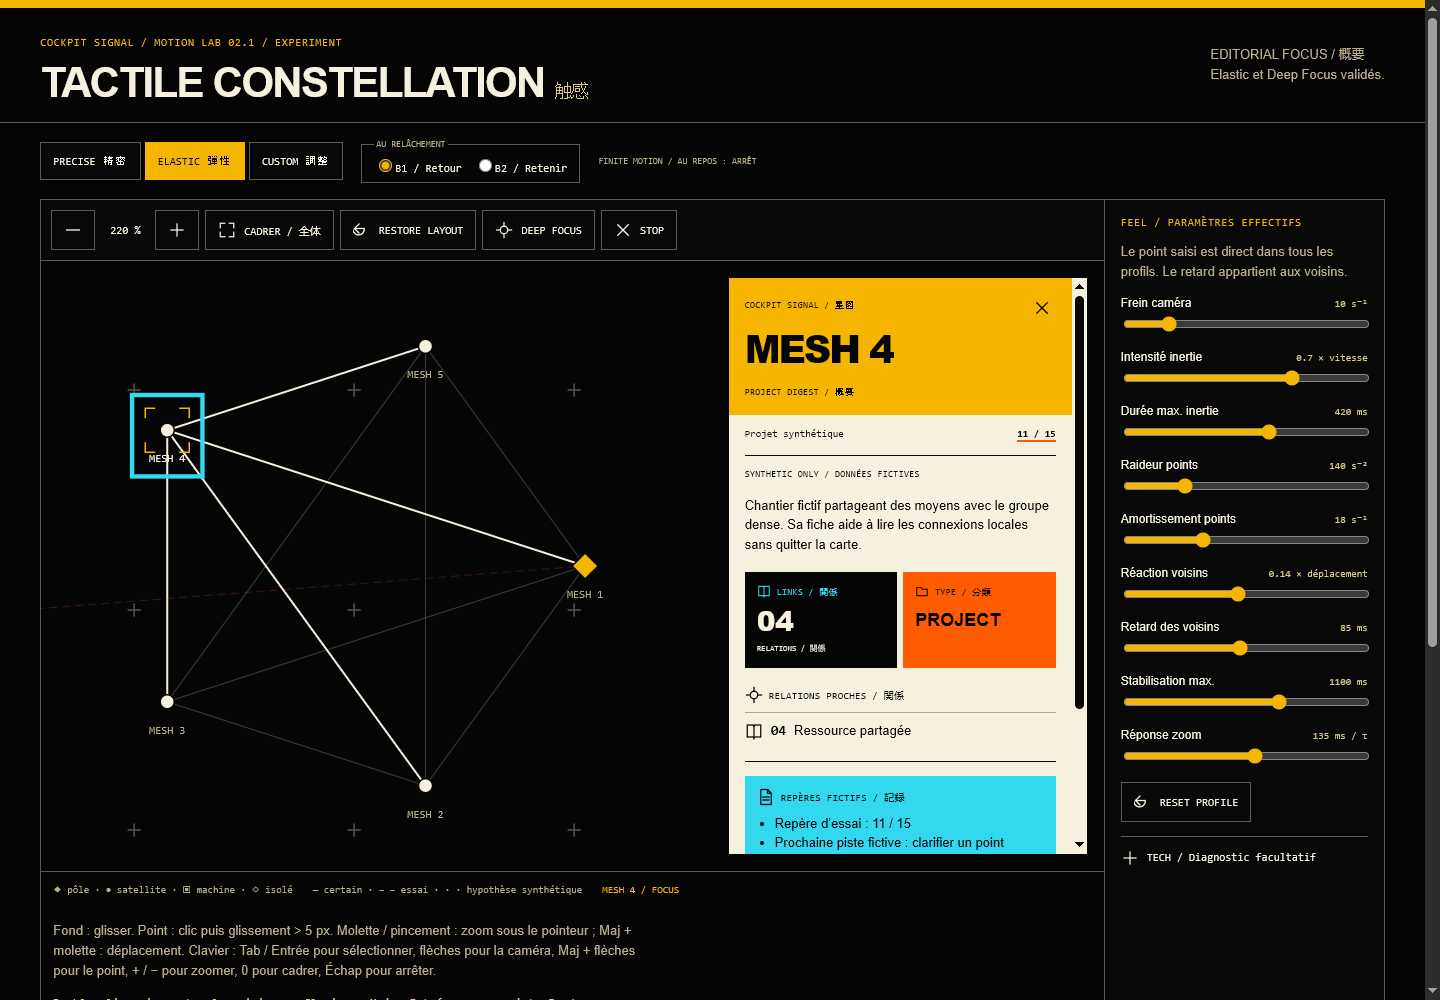 COCKPIT SIGNAL / MOTION LAB 02.1 / EXPERIMENT
TACTILE CONSTELLATION 触感
EDITORIAL FOCUS / 概要
Elastic et Deep Focus validés.
PRECISE 精密
ELASTIC 弾性
CUSTOM 調整
AU RELÂCHEMENT
B1 / Retour
B2 / Retenir
FINITE MOTION / AU REPOS : ARRÊT
220 %
CADRER / 全体
RESTORE LAYOUT
DEEP FOCUS
STOP
MESH 5
MESH 4
MESH 1
MESH 3
MESH 2
COCKPIT SIGNAL / 星図
MESH 4
PROJECT DIGEST / 概要
Projet synthétique
11 / 15
SYNTHETIC ONLY / DONNÉES FICTIVES
Chantier fictif partageant des moyens avec le groupe
dense. Sa fiche aide à lire les connexions locales
sans quitter la carte.
LINKS / 関係
04
RELATIONS / 関係
TYPE / 分類
PROJECT
RELATIONS PROCHES / 関係
04 Ressource partagée
REPÈRES FICTIFS / 記録
• Repère d’essai : 11 / 15
• Prochaine piste fictive : clarifier un point
FEEL / PARAMÈTRES EFFECTIFS
Le point saisi est direct dans tous les
profils. Le retard appartient aux voisins.
Frein caméra 10 s⁻¹
Intensité inertie 0.7 × vitesse
Durée max. inertie 420 ms
Raideur points 140 s⁻²
Amortissement points 18 s⁻¹
Réaction voisins 0.14 × déplacement
Retard des voisins 85 ms
Stabilisation max. 1100 ms
Réponse zoom 135 ms / τ
RESET PROFILE
TECH / Diagnostic facultatif
◆ pôle · ● satellite · ▣ machine · ◇ isolé — certain · – – essai · · · hypothèse synthétique MESH 4 / FOCUS
Fond : glisser. Point : clic puis glissement > 5 px. Molette / pincement : zoom sous le pointeur ; Maj +
molette : déplacement. Clavier : Tab / Entrée pour sélectionner, flèches pour la caméra, Maj + flèches
pour le point, + / − pour zoomer, 0 pour cadrer, Échap pour arrêter.